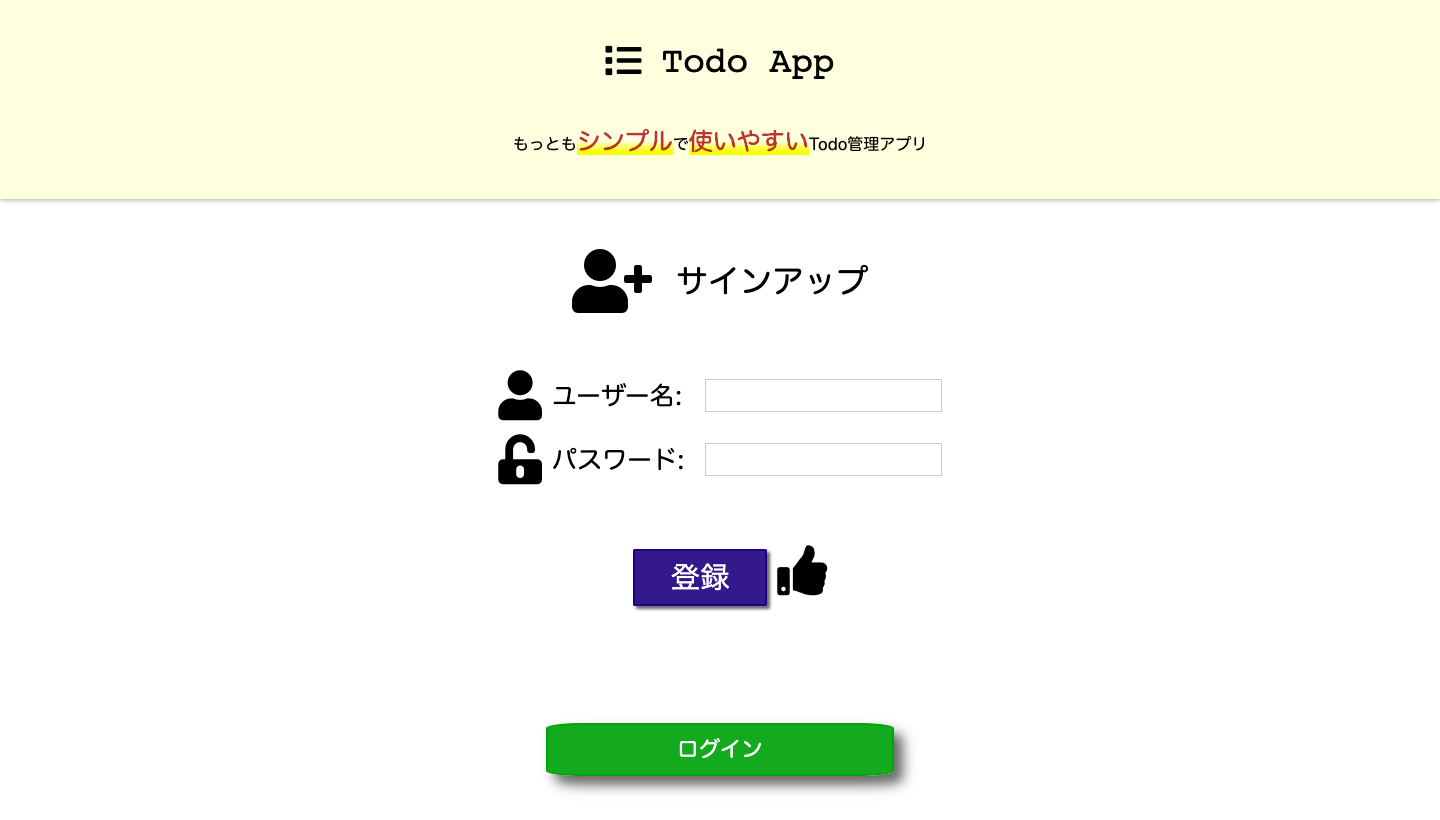 Todo App
もっともシンプルで使いやすいTodo管理アプリ
サインアップ
ユーザー名:
パスワード:
登録
ログイン